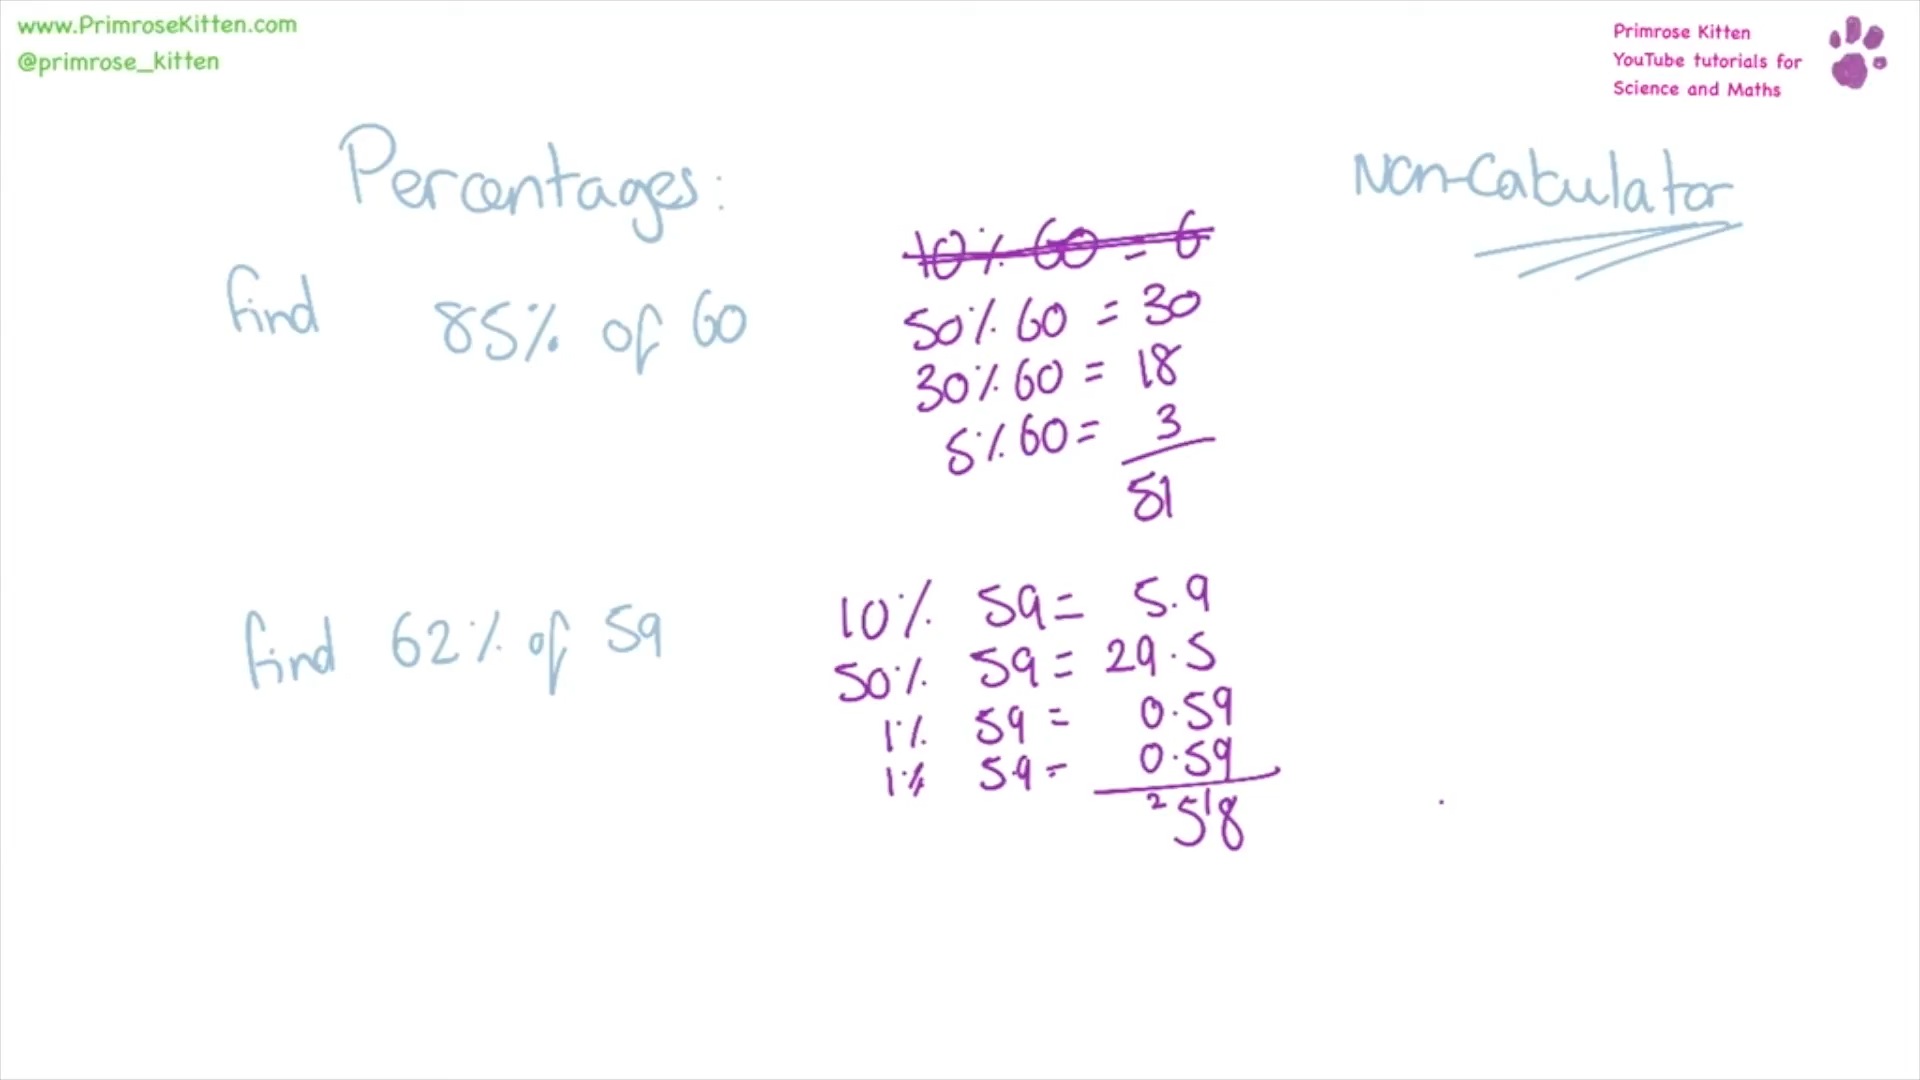 www.PrimroseKitten.com
@primrose_kitten
Primrose Kitten
YouTube tutorials for
Science and Maths
Percentages:
Non-Calculator
find 85% of 60
10% 60 = 6
50% 60 = 30
30% 60 = 18
5% 60 = 3
51
find 62% of 59
10% 59 = 5.9
50% 59 = 29.5
1% 59 = 0.59
1% 59 = 0.59
2 5 1 8